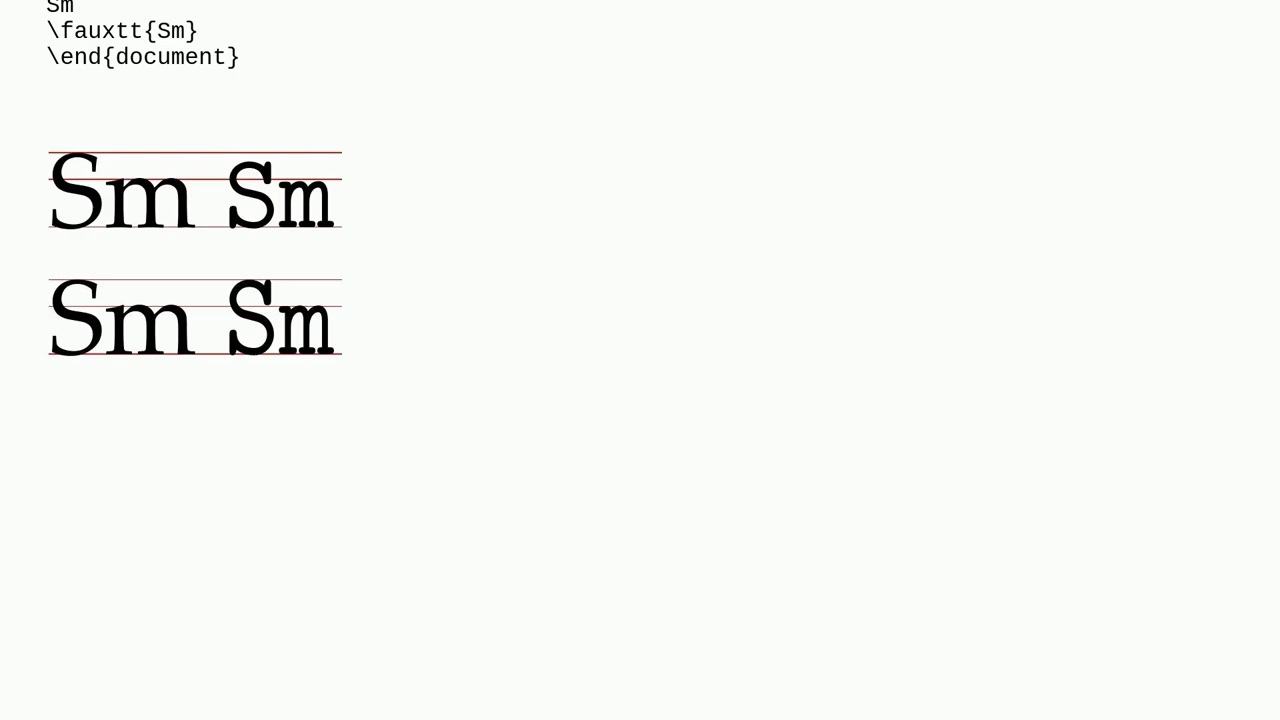 Sm
\fauxtt{Sm}
\end{document}
Sm Sm
Sm Sm